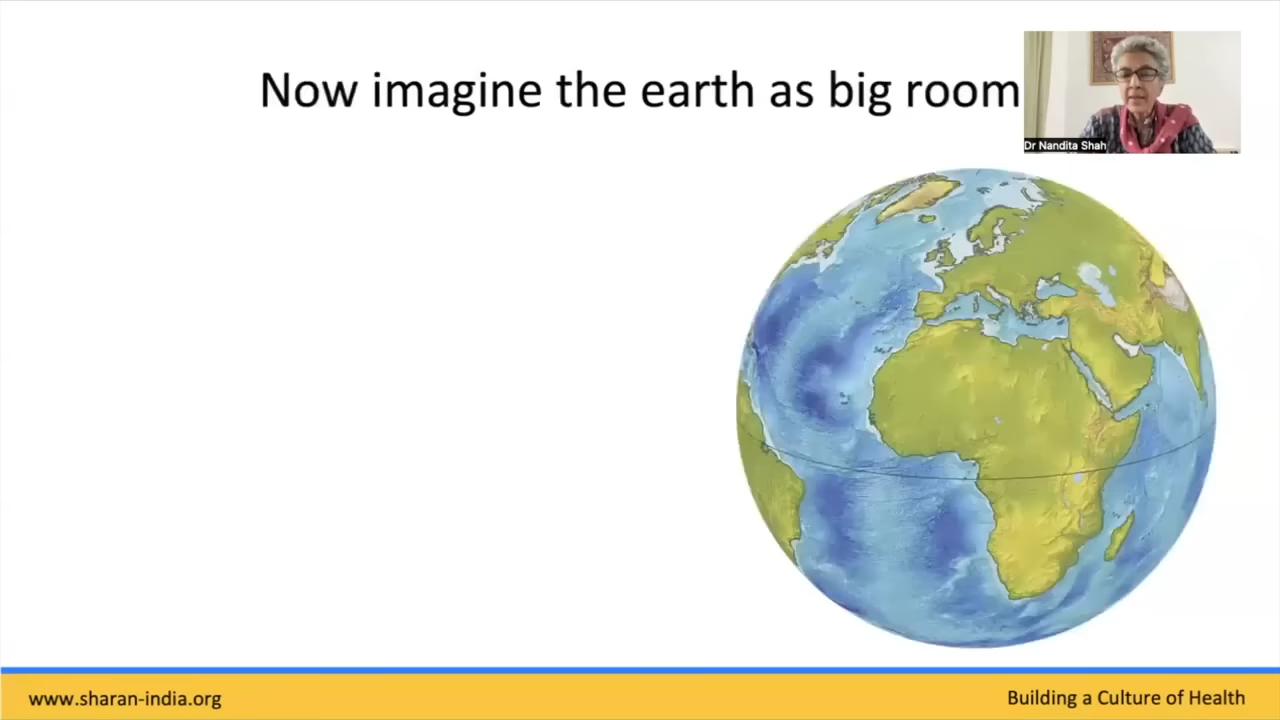 Now imagine the earth as big room
Dr Nandita Shah
www.sharan-india.org
Building a Culture of Health